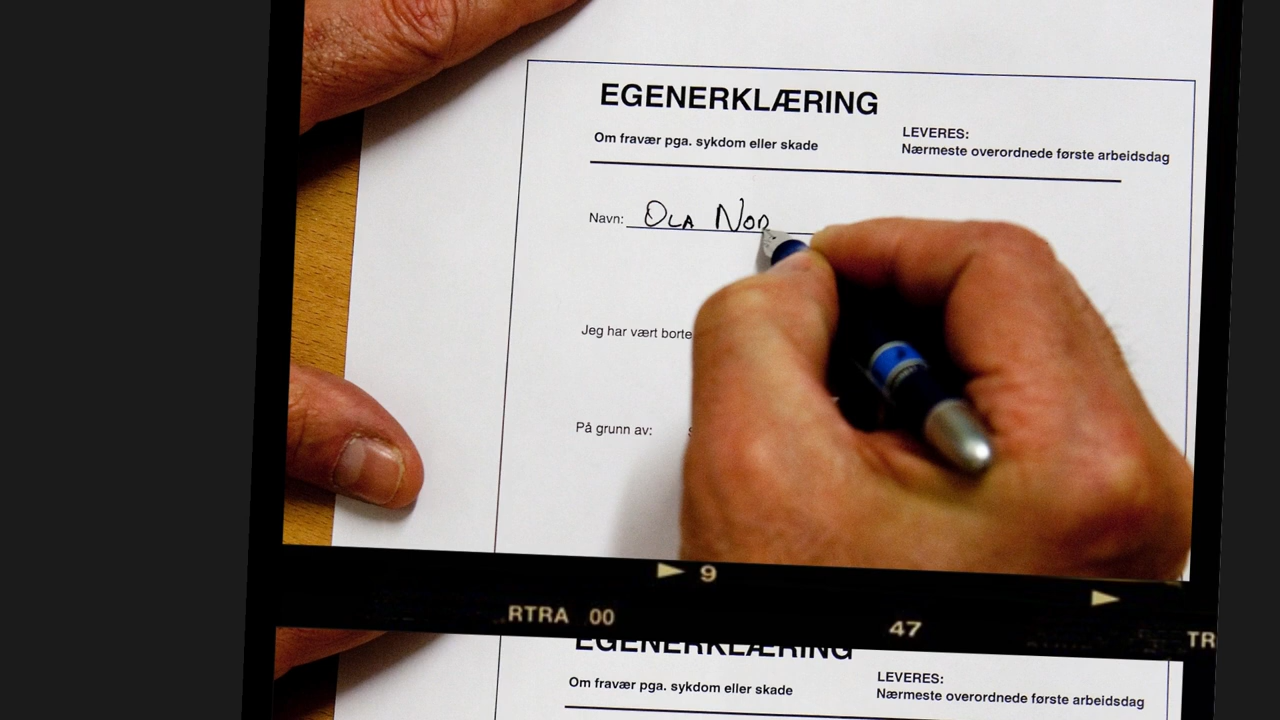 EGENERKLÆRING
Om fravær pga. sykdom eller skade
LEVERES:
Nærmeste overordnede første arbeidsdag
Navn: OLA NOR
Jeg har vært borte
På grunn av:
9
RTRA 00
47
TR
EGENERKLÆRING
Om fravær pga. sykdom eller skade
LEVERES:
Nærmeste overordnede første arbeidsdag